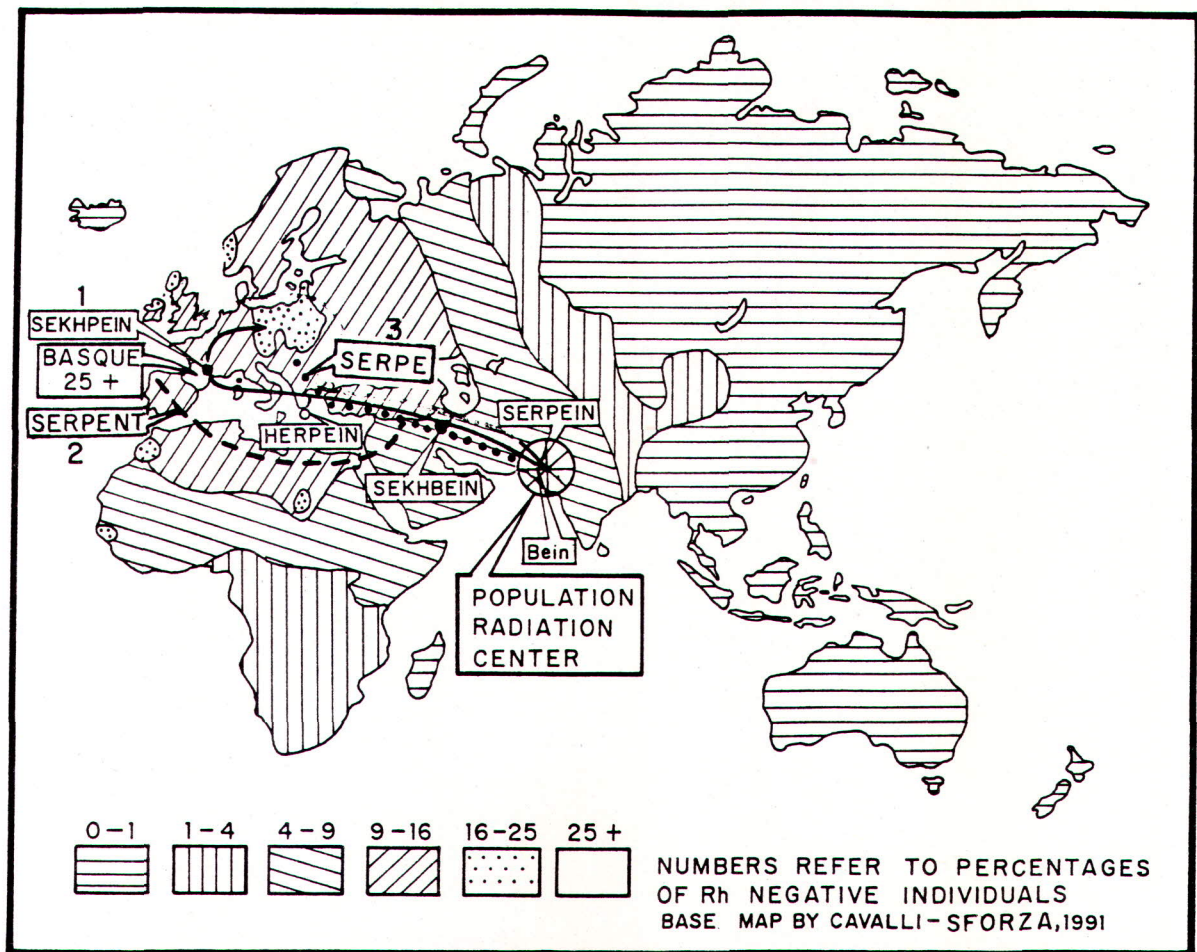 1
SEKHPEIN
BASQUE
25 +
SERPENT
2
3
SERPE
HERPEIN
SEKHBEIN
SERPEIN
Bein
POPULATION
RADIATION
CENTER
0-1 1-4 4-9 9-16 16-25 25+
NUMBERS REFER TO PERCENTAGES
OF Rh NEGATIVE INDIVIDUALS
BASE MAP BY CAVALLI-SFORZA, 1991